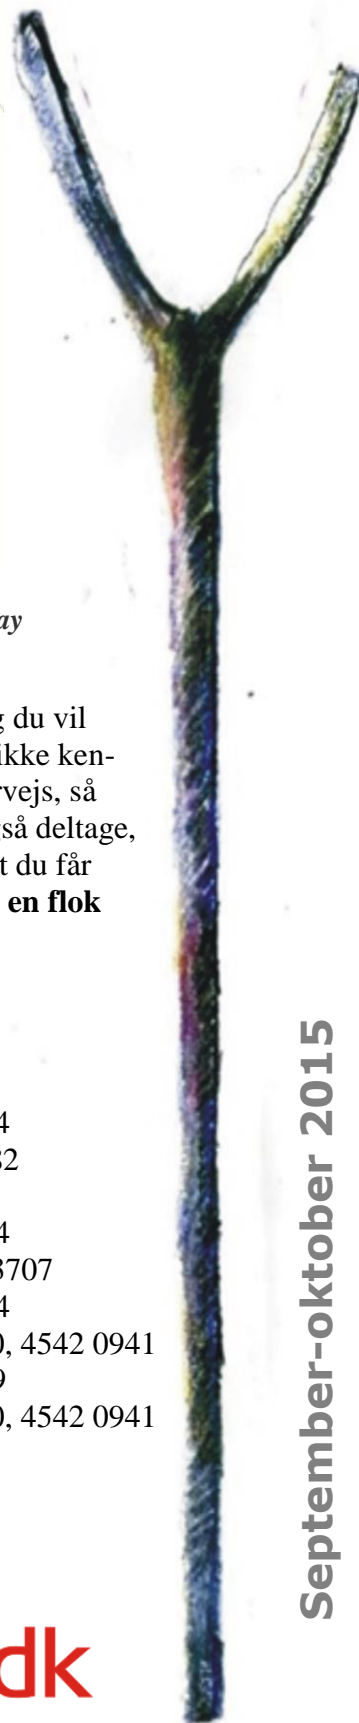 ay
g du vil
ikke ken-
rvejs, så
gså deltage,
t du får
en flok
4
32
4
3707
4
0, 4542 0941
9
0, 4542 0941
dk
September-oktober 2015